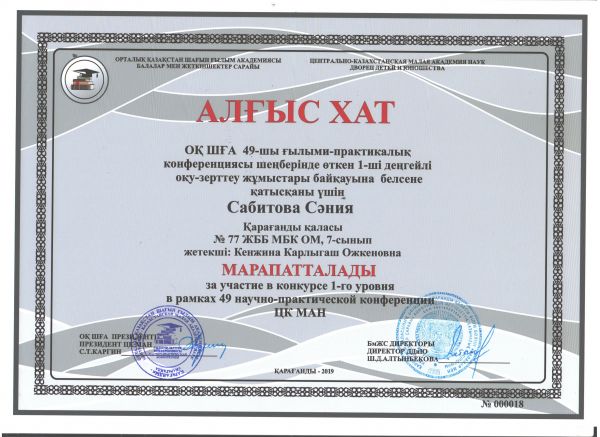 ОРТАЛЫҚ ҚАЗАҚСТАН ШАҒЫН ҒЫЛЫМ АКАДЕМИЯСЫ
БАЛАЛАР МЕН ЖЕТКІНШЕКТЕР САРАЙЫ
ЦЕНТРАЛЬНО-КАЗАХСТАНСКАЯ МАЛАЯ АКАДЕМИЯ НАУК
ДВОРЕЦ ДЕТЕЙ И ЮНОШЕСТВА
АЛҒЫС ХАТ
ОҚ ШҒА 49-шы ғылыми-практикалық
конференциясы шеңберінде өткен 1-ші деңгейлі
оқу-зерттеу жұмыстары байқауына белсене
қатысқаны үшін
Сабитова Сәния
Қарағанды қаласы
№ 77 ЖББ МБК ОМ, 7-сынып
жетекші: Кенжина Карлыгаш Ожкеновна
МАРАПАТТАЛАДЫ
за участие в конкурсе 1-го уровня
в рамках 49 научно-практической конференции
ЦК МАН
ОҚ ШҒА ПРЕЗИДЕНТІ
ПРЕЗИДЕНТ ЦК МАН
С.Т.КАРГИН
БмЖС ДИРЕКТОРЫ
ДИРЕКТОР ДДЮ
Ш.Д.АЛТЫНБЕКОВА
ҚАРАҒАНДЫ - 2019
№ 000018